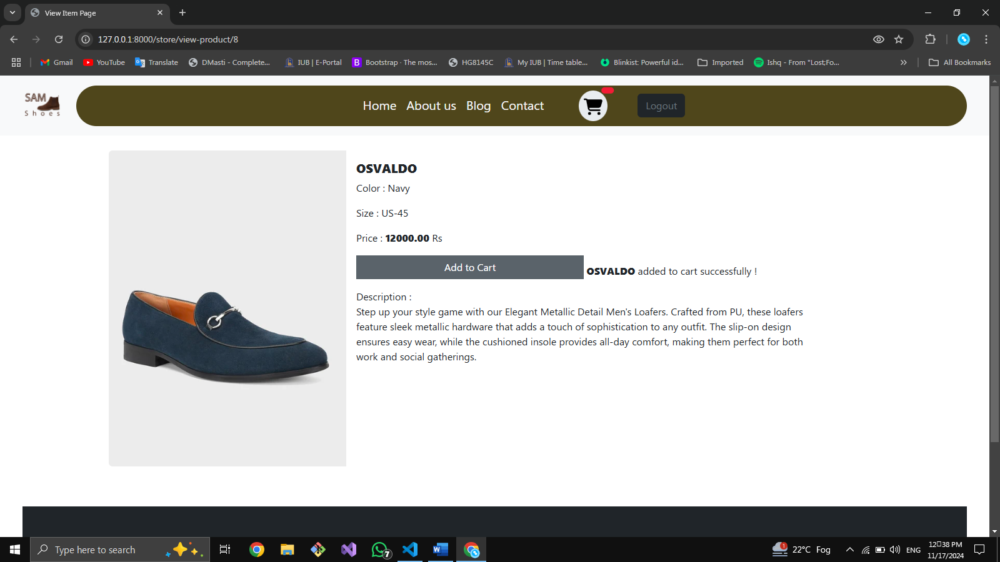 View Item Page
127.0.0.1:8000/store/view-product/8
Gmail
YouTube
Translate
DMasti - Complete...
IUB | E-Portal
Bootstrap · The mos...
HG8145C
My IUB | Time table...
Blinkist: Powerful id...
Imported
Ishq - From "Lost;Fo...
All Bookmarks
SAM
Shoes
Home
About us
Blog
Contact
Logout
OSVALDO
Color : Navy
Size : US-45
Price : 12000.00 Rs
Add to Cart
OSVALDO added to cart successfully !
Description :
Step up your style game with our Elegant Metallic Detail Men's Loafers. Crafted from PU, these loafers
feature sleek metallic hardware that adds a touch of sophistication to any outfit. The slip-on design
ensures easy wear, while the cushioned insole provides all-day comfort, making them perfect for both
work and social gatherings.
Type here to search
7
1
22°C Fog
ENG
12▯38 PM
11/17/2024